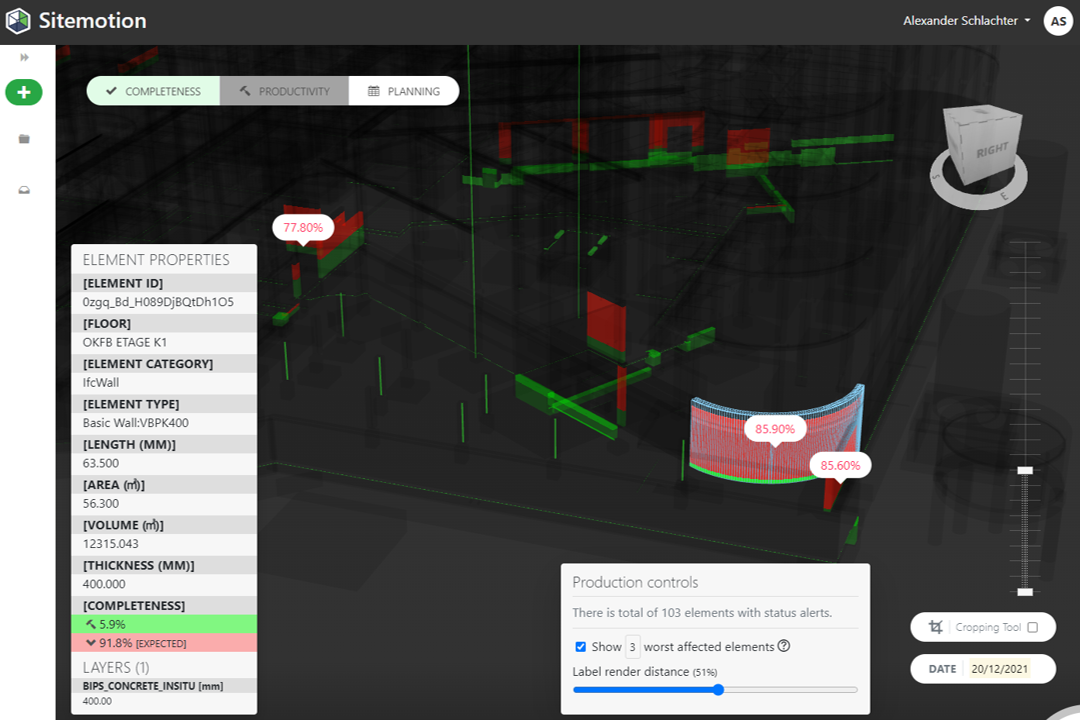 Sitemotion
Alexander Schlachter
AS
COMPLETENESS
PRODUCTIVITY
PLANNING
RIGHT
S
E
77.80%
85.90%
85.60%
ELEMENT PROPERTIES
[ELEMENT ID]
0zgq_Bd_H089DjBQtDh1O5
[FLOOR]
OKFB ETAGE K1
[ELEMENT CATEGORY]
IfcWall
[ELEMENT TYPE]
Basic Wall:VBPK400
[LENGTH (MM)]
63.500
[AREA (㎡)]
56.300
[VOLUME (㎥)]
12315.043
[THICKNESS (MM)]
400.000
[COMPLETENESS]
5.9%
91.8% [EXPECTED]
LAYERS (1)
BIPS_CONCRETE_INSITU [mm]
400.00
Production controls
There is total of 103 elements with status alerts.
Show 3 worst affected elements
Label render distance (51%)
Cropping Tool
DATE 20/12/2021